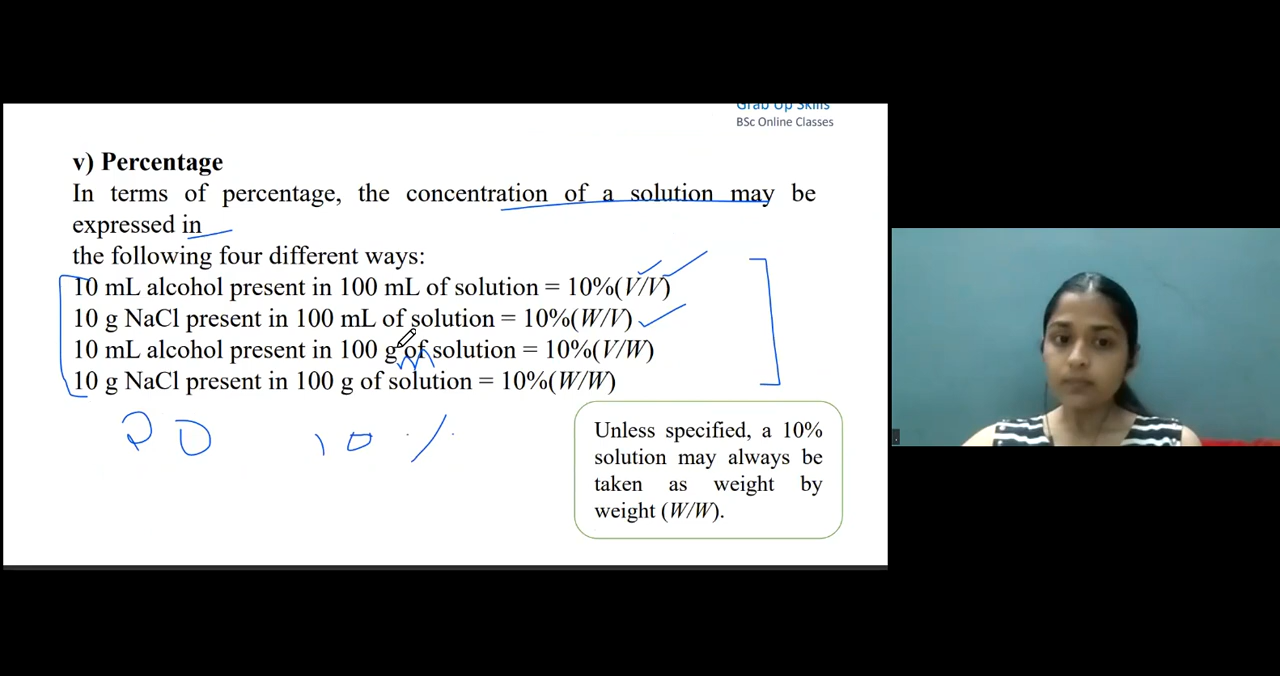 Grab Up Skills
BSc Online Classes
v) Percentage
In terms of percentage, the concentration of a solution may be
expressed in
the following four different ways:
10 mL alcohol present in 100 mL of solution = 10%(V/V)
10 g NaCl present in 100 mL of solution = 10%(W/V)
10 mL alcohol present in 100 g of solution = 10%(V/W)
10 g NaCl present in 100 g of solution = 10%(W/W)
10 %
Unless specified, a 10%
solution may always be
taken as weight by
weight (W/W).